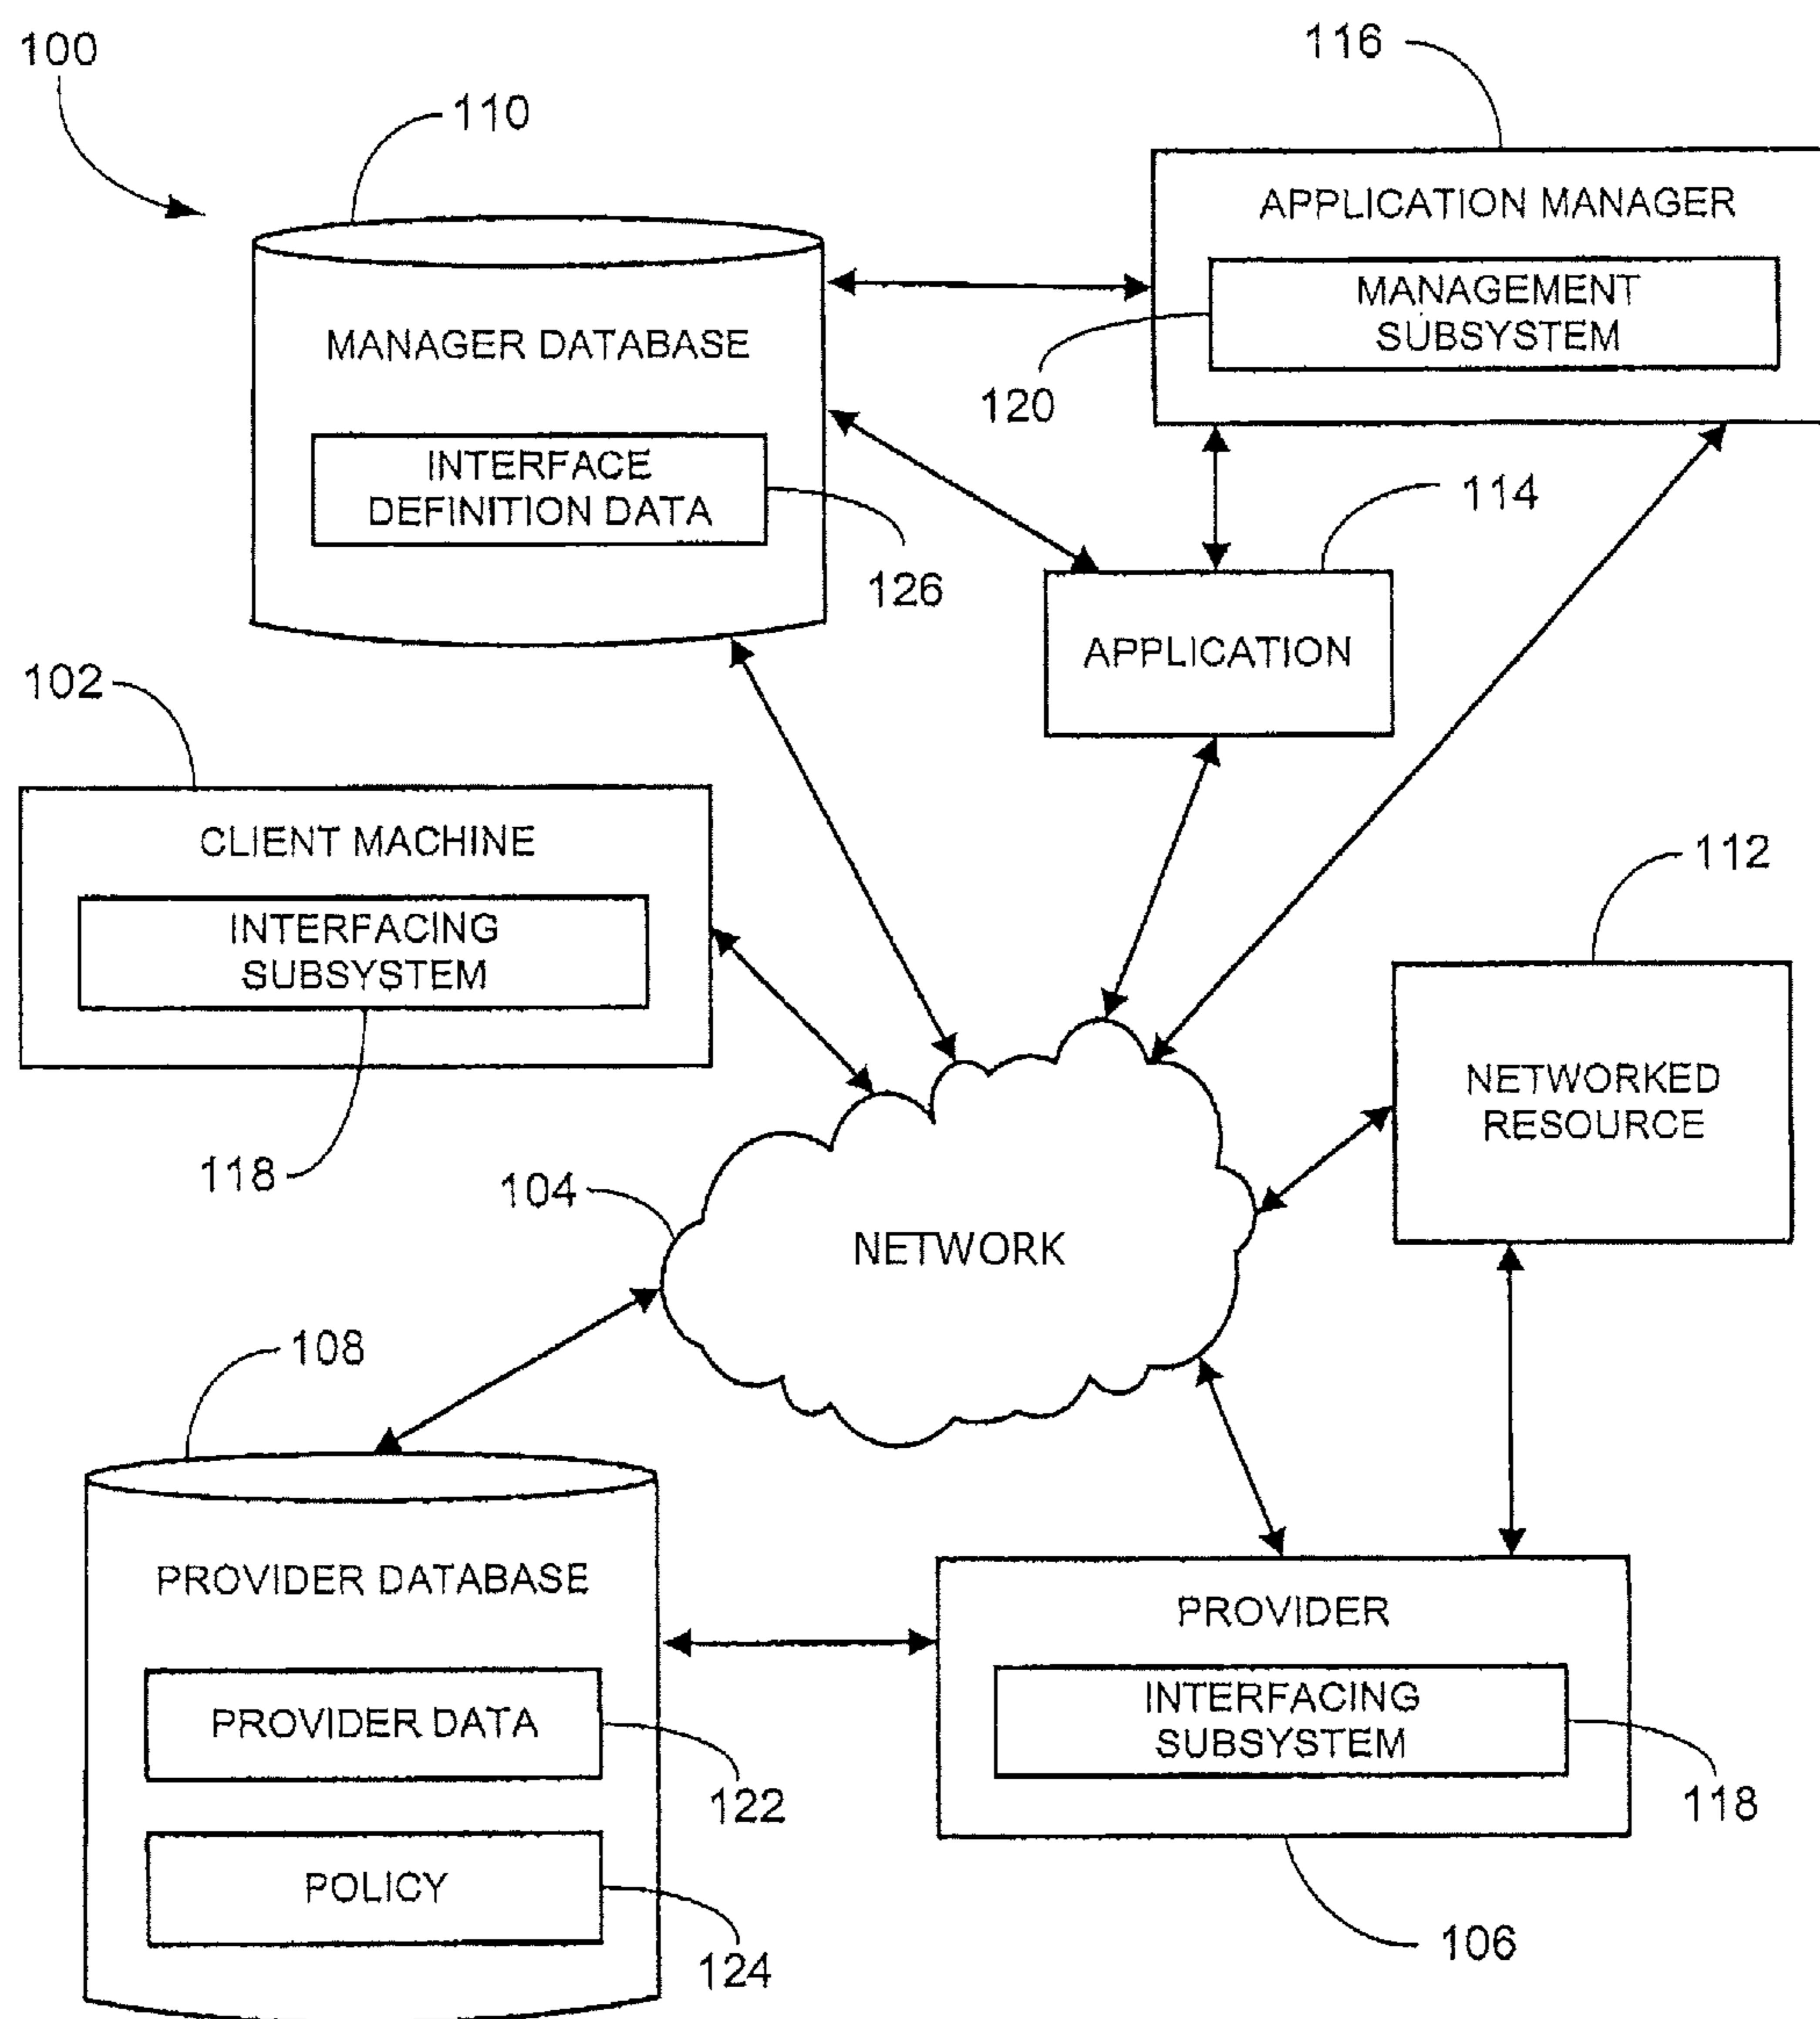 100
116
110
APPLICATION MANAGER
MANAGEMENT
SUBSYSTEM
MANAGER DATABASE
120
INTERFACE
DEFINITION DATA
114
126
APPLICATION
102
CLIENT MACHINE
112
INTERFACING
SUBSYSTEM
NETWORKED
RESOURCE
118
104
NETWORK
108
PROVIDER DATABASE
PROVIDER
INTERFACING
SUBSYSTEM
PROVIDER DATA
122
118
POLICY
106
124